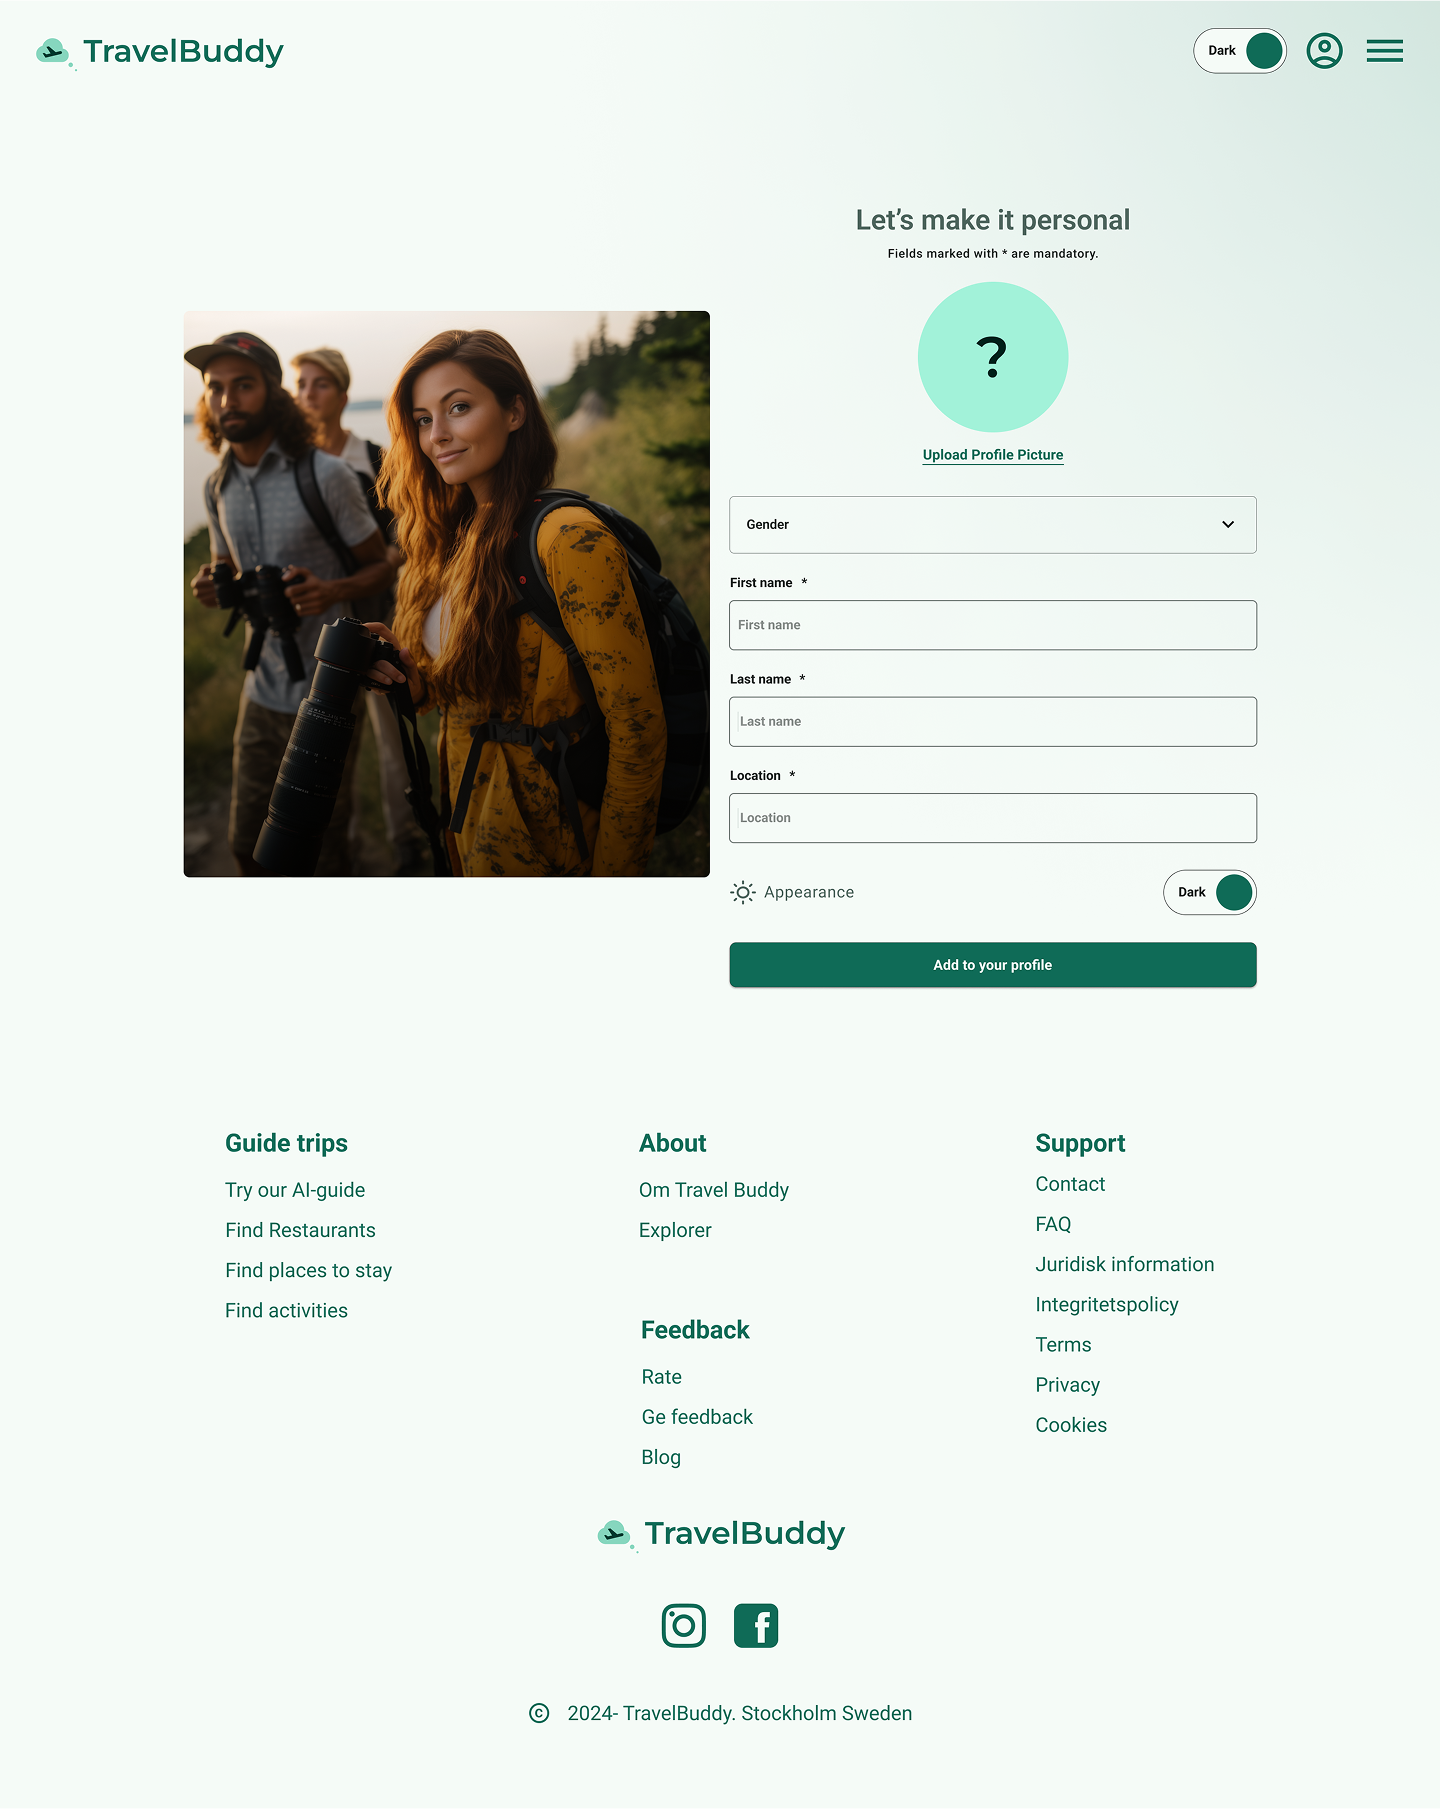 TravelBuddy
Dark
Let’s make it personal
Fields marked with * are mandatory.
?
Upload Profile Picture
Gender
First name *
First name
Last name *
Last name
Location *
Location
Appearance
Dark
Add to your profile
Guide trips
Try our AI-guide
Find Restaurants
Find places to stay
Find activities
About
Om Travel Buddy
Explorer
Feedback
Rate
Ge feedback
Blog
Support
Contact
FAQ
Juridisk information
Integritetspolicy
Terms
Privacy
Cookies
TravelBuddy
© 2024- TravelBuddy. Stockholm Sweden